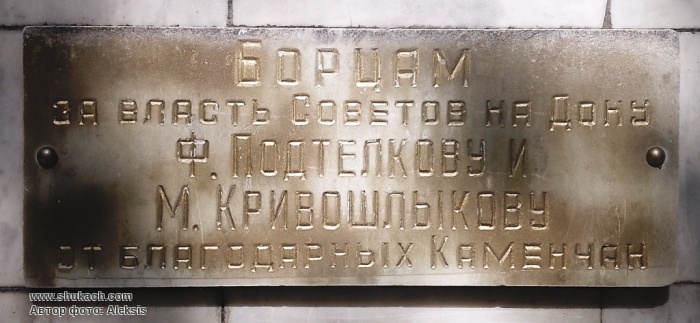 Борцам
за власть Советов на Дону
Ф. Подтелкову и
М. Кривошлыкову
от благодарных Каменчан
www.shukach.com
Автор фото: Aleksis